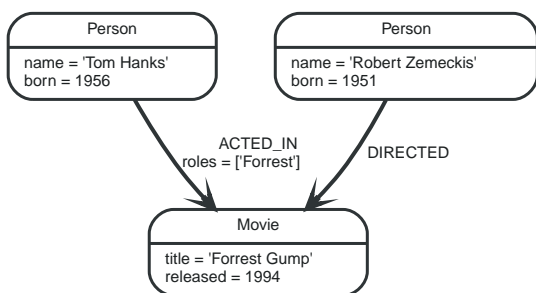 Person
name = 'Tom Hanks'
born = 1956
Person
name = 'Robert Zemeckis'
born = 1951
ACTED_IN
roles = ['Forrest']
DIRECTED
Movie
title = 'Forrest Gump'
released = 1994